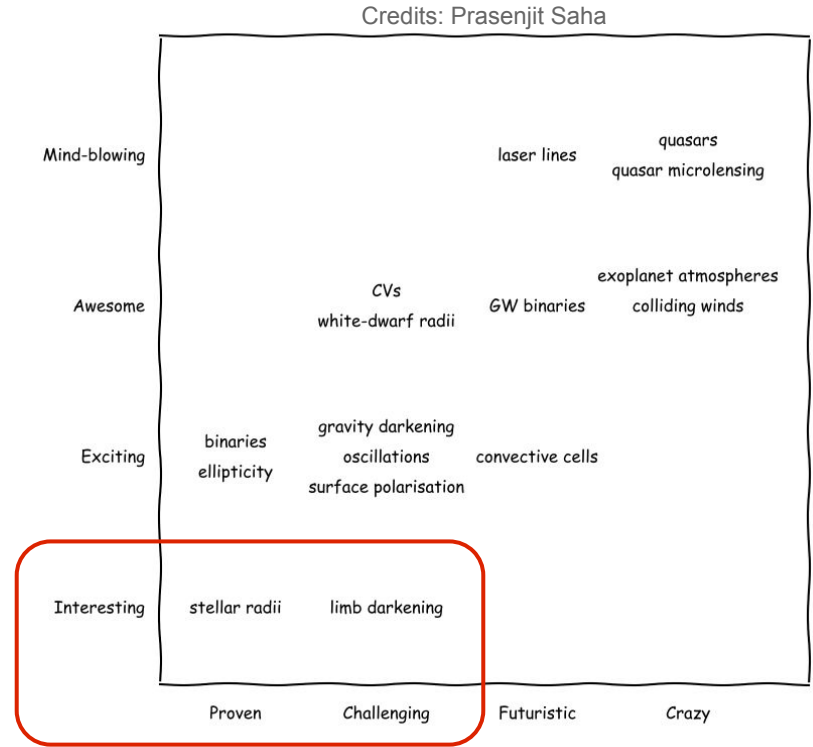 Credits: Prasenjit Saha
Mind-blowing
laser lines
quasars
quasar microlensing
Awesome
CVs
white-dwarf radii
GW binaries
exoplanet atmospheres
colliding winds
Exciting
binaries
ellipticity
gravity darkening
oscillations
surface polarisation
convective cells
Interesting
stellar radii
limb darkening
Proven
Challenging
Futuristic
Crazy